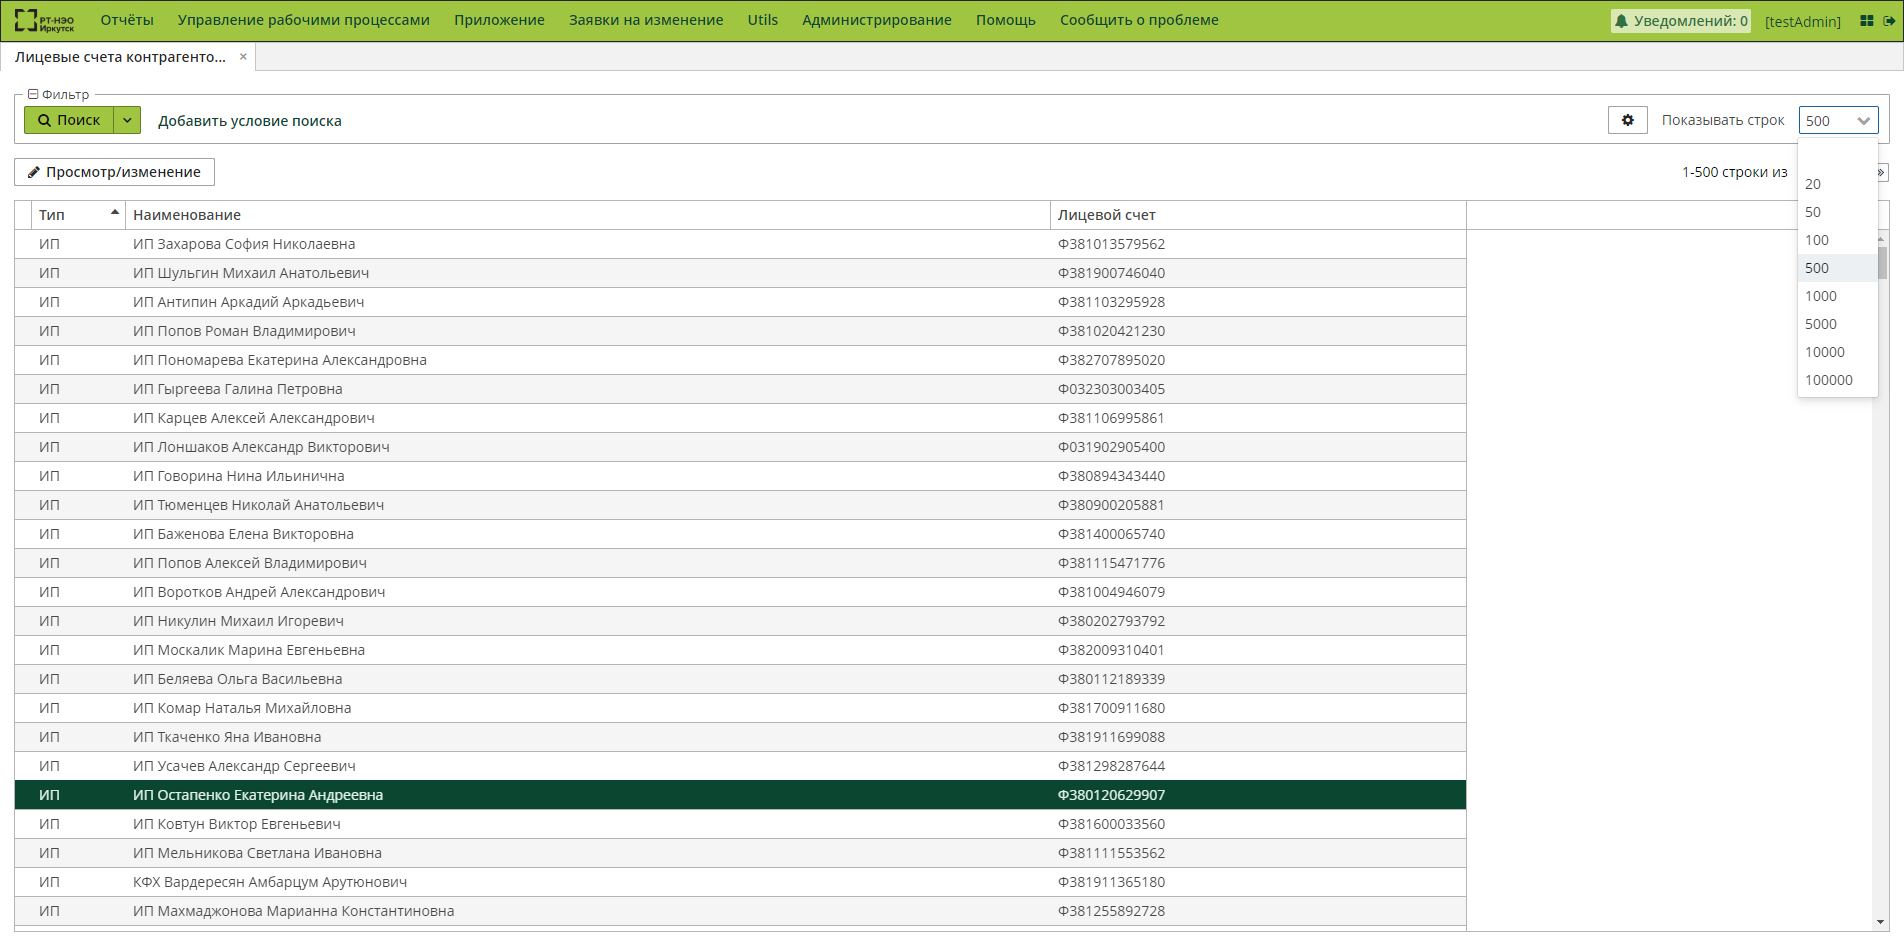 РТ-НЭО Иркутск Отчёты Управление рабочими процессами Приложение Заявки на изменение Utils Администрирование Помощь Сообщить о проблеме Уведомлений: 0 [testAdmin]
Лицевые счета контрагенто... ×
Фильтр
Поиск Добавить условие поиска Показывать строк 500
Просмотр/изменение 1-500 строки из »
20
50
100
500
1000
5000
10000
100000
Тип Наименование Лицевой счет
ИП ИП Захарова София Николаевна Ф381013579562
ИП ИП Шульгин Михаил Анатольевич Ф381900746040
ИП ИП Антипин Аркадий Аркадьевич Ф381103295928
ИП ИП Попов Роман Владимирович Ф381020421230
ИП ИП Пономарева Екатерина Александровна Ф382707895020
ИП ИП Гыргеева Галина Петровна Ф032303003405
ИП ИП Карцев Алексей Александрович Ф381106995861
ИП ИП Лоншаков Александр Викторович Ф031902905400
ИП ИП Говорина Нина Ильинична Ф380894343440
ИП ИП Тюменцев Николай Анатольевич Ф380900205881
ИП ИП Баженова Елена Викторовна Ф381400065740
ИП ИП Попов Алексей Владимирович Ф381115471776
ИП ИП Воротков Андрей Александрович Ф381004946079
ИП ИП Никулин Михаил Игоревич Ф380202793792
ИП ИП Москалик Марина Евгеньевна Ф382009310401
ИП ИП Беляева Ольга Васильевна Ф380112189339
ИП ИП Комар Наталья Михайловна Ф381700911680
ИП ИП Ткаченко Яна Ивановна Ф381911699088
ИП ИП Усачев Александр Сергеевич Ф381298287644
ИП ИП Остапенко Екатерина Андреевна Ф380120629907
ИП ИП Ковтун Виктор Евгеньевич Ф381600033560
ИП ИП Мельникова Светлана Ивановна Ф381111553562
ИП КФХ Вардересян Амбарцум Арутюнович Ф381911365180
ИП ИП Махмаджонова Марианна Константиновна Ф381255892728